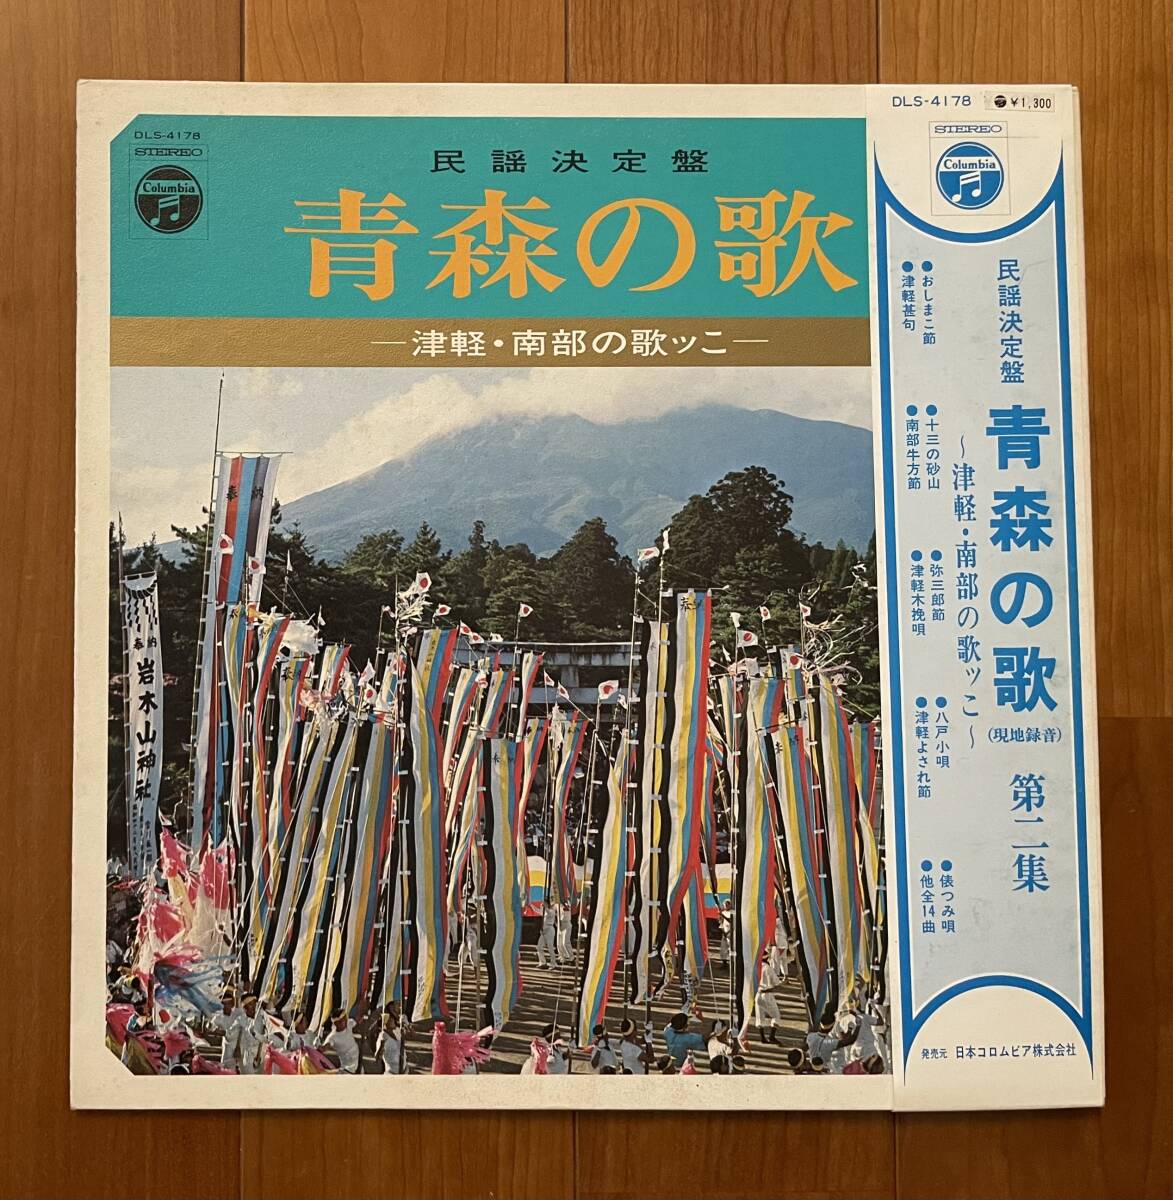 DLS-4178
STEREO
Columbia
民謡決定盤
青森の歌
―津軽・南部の歌ッこ―
奉納
奉納
岩木山神社
奉納
奉納
DLS-4178
¥1,300
STEREO
Columbia
民謡決定盤
青森の歌
(現地録音)
第二集
～津軽・南部の歌ッこ～
●おしまこ節
●津軽甚句
●十三の砂山
●南部牛方節
●弥三郎節
●津軽木挽唄
●八戸小唄
●津軽よされ節
●俵つみ唄
●他全14曲
発売元 日本コロムビア株式会社